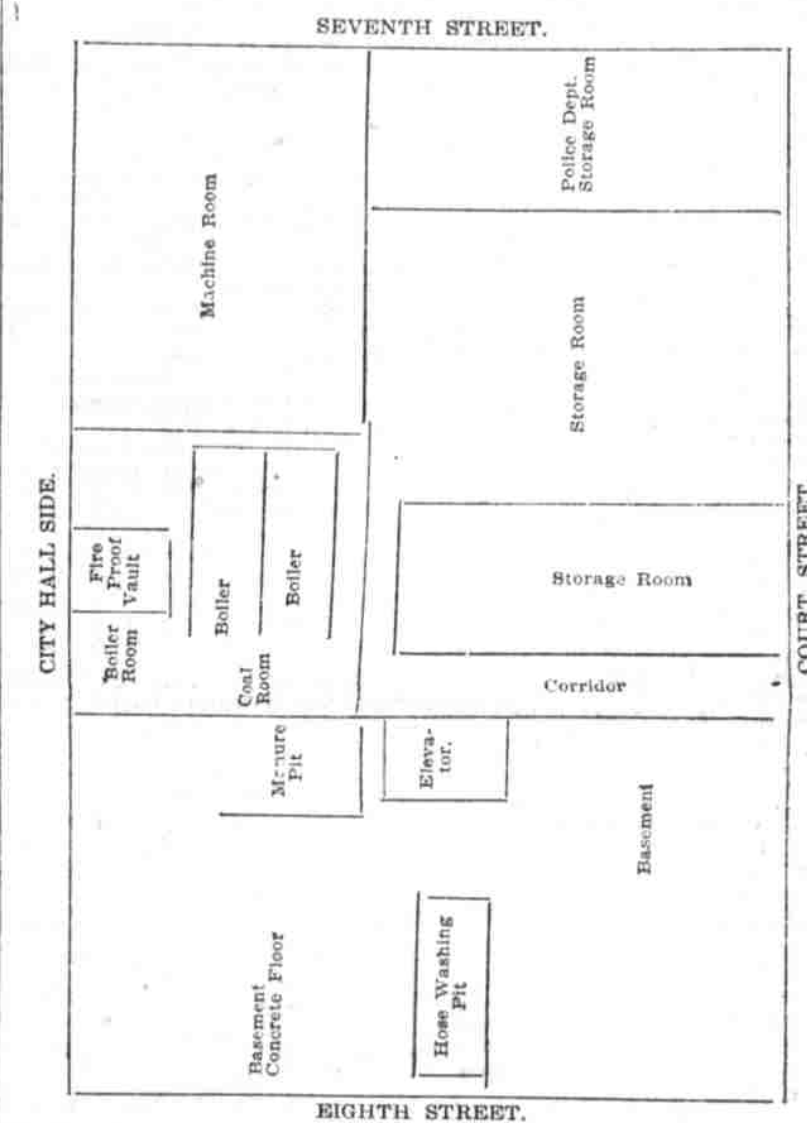 SEVENTH STREET.
Police Dept.
Storage Room
Machine Room
Storage Room
CITY HALL SIDE.
COURT STREET
Fire
Proof
Vault
Boiler
Boiler
Storage Room
Boiler
Room
Coal
Room
Corridor
Manure
Pit
Eleva-
tor.
Basement
Basement
Concrete Floor
Hose Washing
Pit
EIGHTH STREET.